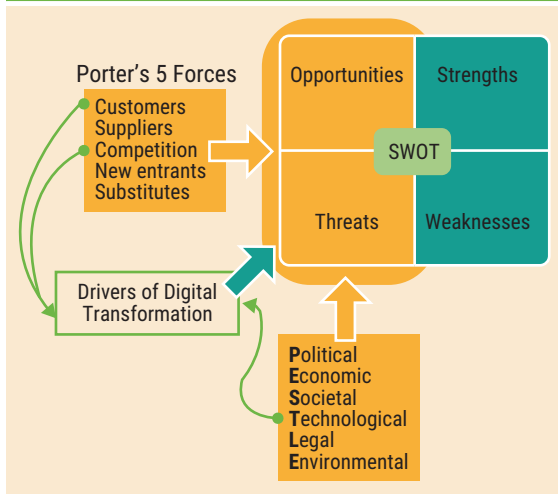 Porter's 5 Forces
Customers
Suppliers
Competition
New entrants
Substitutes
Opportunities
Strengths
SWOT
Threats
Weaknesses
Drivers of Digital
Transformation
Political
Economic
Societal
Technological
Legal
Environmental